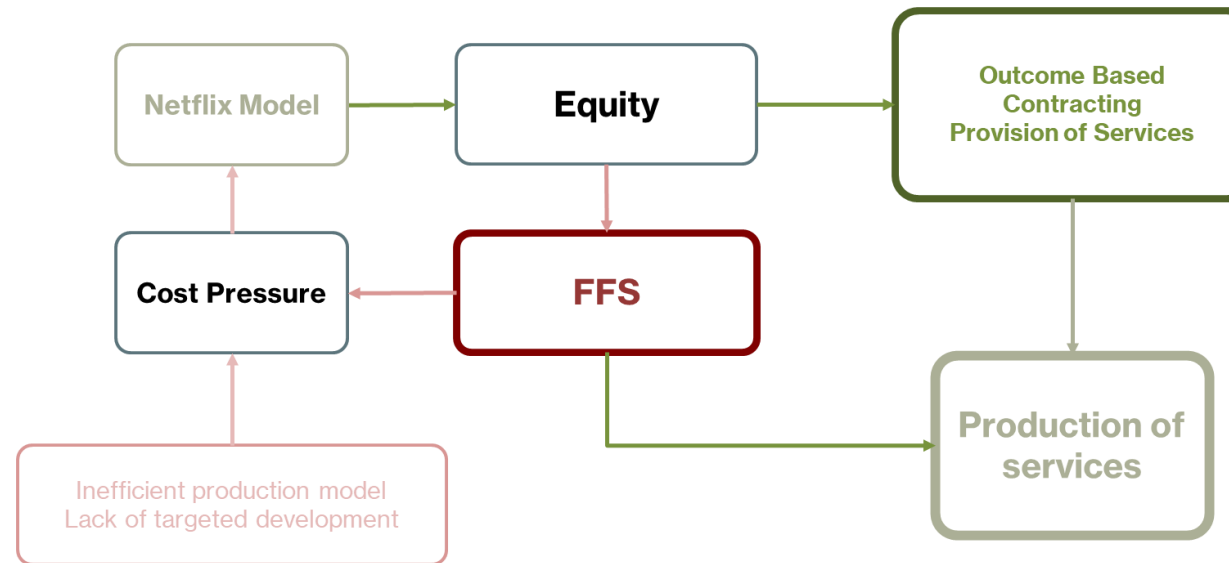 Netflix Model
Equity
Outcome Based
Contracting
Provision of Services
Cost Pressure
FFS
Production of
services
Inefficient production model
Lack of targeted development